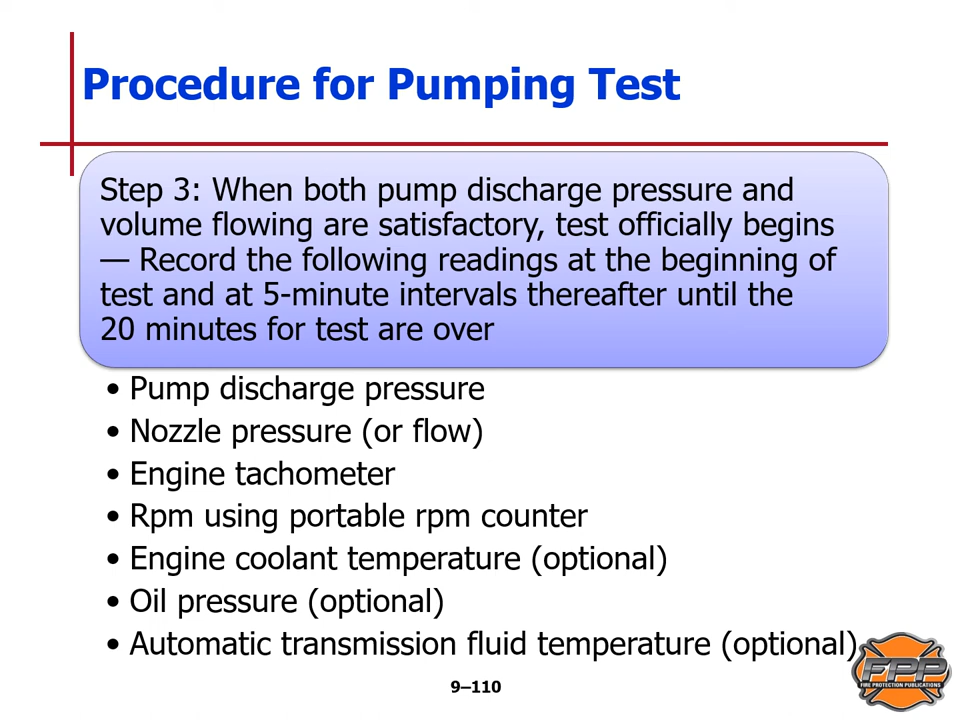 Procedure for Pumping Test
Step 3: When both pump discharge pressure and
volume flowing are satisfactory, test officially begins
— Record the following readings at the beginning of
test and at 5-minute intervals thereafter until the
20 minutes for test are over
• Pump discharge pressure
• Nozzle pressure (or flow)
• Engine tachometer
• Rpm using portable rpm counter
• Engine coolant temperature (optional)
• Oil pressure (optional)
• Automatic transmission fluid temperature (optional)
FPP
FIRE PROTECTION PUBLICATIONS
9–110